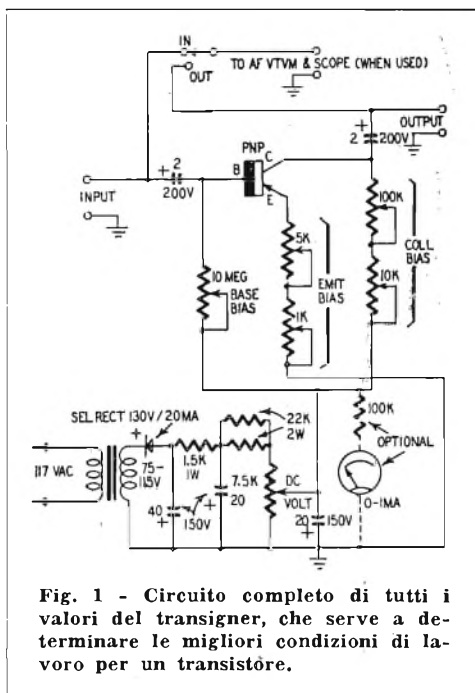 IN
OUT
TO AF VTVM & SCOPE (WHEN USED)
OUTPUT
+
2 200V
PNP
C
B
E
INPUT
+ 2
200V
100K
COLL
BIAS
10K
5K
EMIT
BIAS
1K
10 MEG
BASE
BIAS
SEL RECT 130V/20MA
117 VAC
75-
115V
+
1.5K
1W
22K
2W
7.5K
20
40
150V
DC
VOLT
20 150V
100K
OPTIONAL
0-1MA
Fig. 1 - Circuito completo di tutti i
valori del transigner, che serve a de-
terminare le migliori condizioni di la-
voro per un transistore.